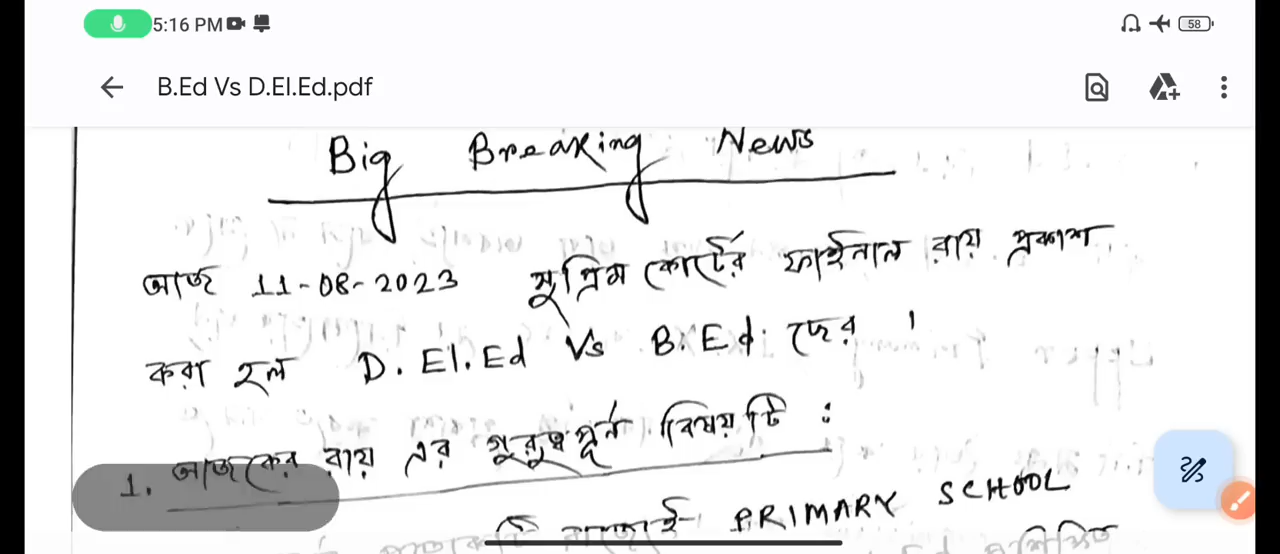 5:16 PM
58
B.Ed Vs D.El.Ed.pdf
Big Breaking News
আজ 11-08-2023 সুপ্রিম কোর্টের ফাইনাল রায় প্রকাশ
করা হল D. El. Ed Vs B. Ed দের ।
1. আজকের রায় এর গুরুত্বপূর্ন বিষয়টি :
টি রাজ্যেই PRIMARY SCHOOL